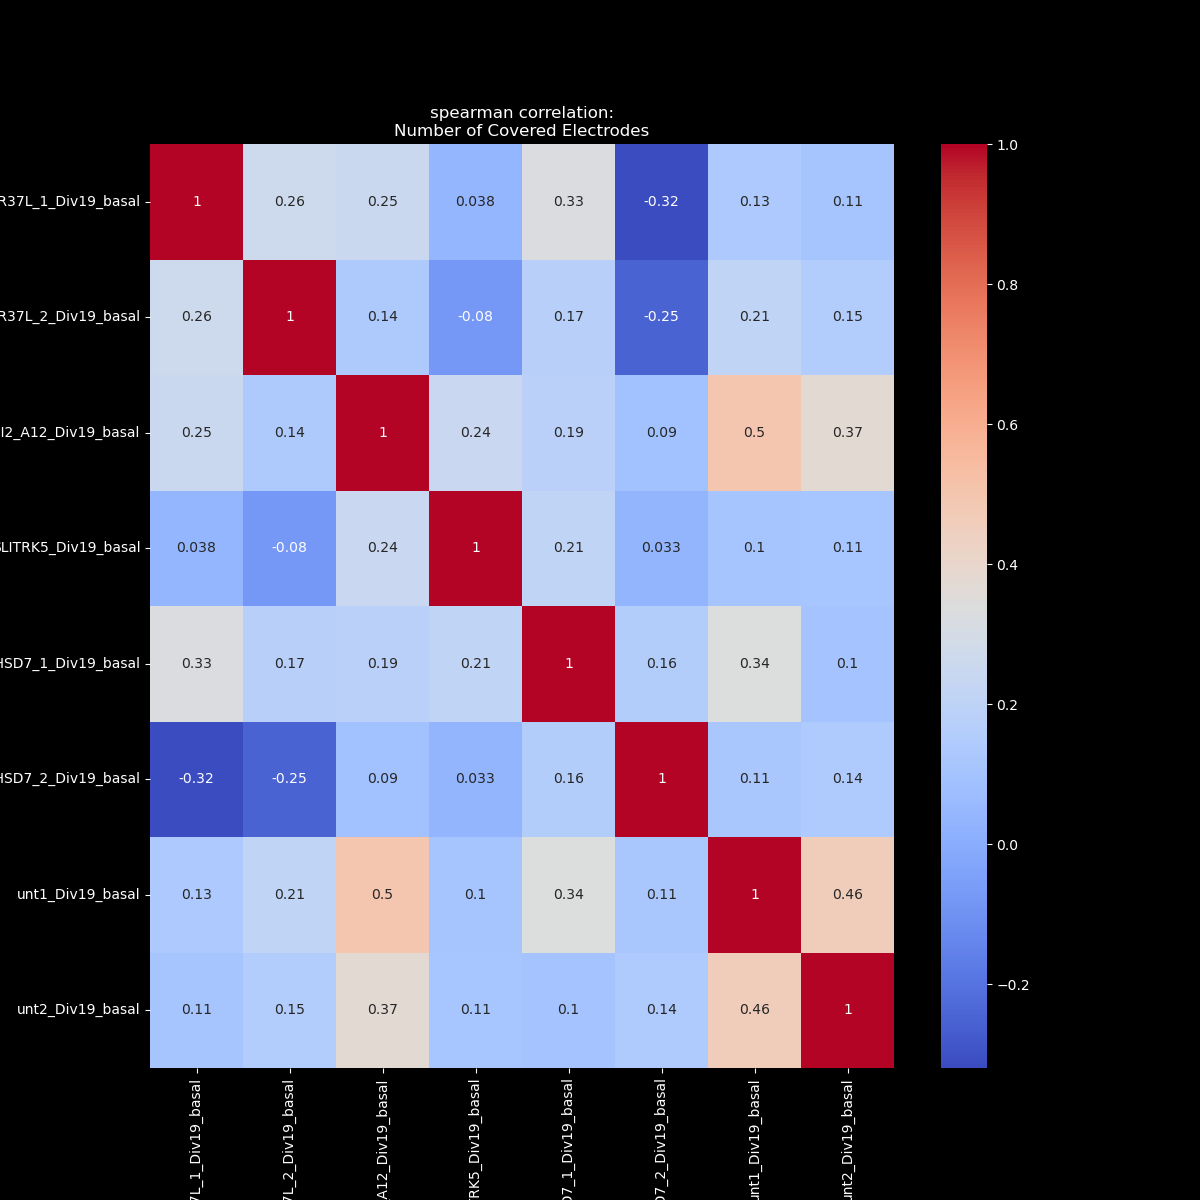 spearman correlation:
Number of Covered Electrodes
R37L_1_Div19_basal 1 0.26 0.25 0.038 0.33 -0.32 0.13 0.11
R37L_2_Div19_basal 0.26 1 0.14 -0.08 0.17 -0.25 0.21 0.15
I2_A12_Div19_basal 0.25 0.14 1 0.24 0.19 0.09 0.5 0.37
LITRK5_Div19_basal 0.038 -0.08 0.24 1 0.21 0.033 0.1 0.11
HSD7_1_Div19_basal 0.33 0.17 0.19 0.21 1 0.16 0.34 0.1
HSD7_2_Div19_basal -0.32 -0.25 0.09 0.033 0.16 1 0.11 0.14
unt1_Div19_basal 0.13 0.21 0.5 0.1 0.34 0.11 1 0.46
unt2_Div19_basal 0.11 0.15 0.37 0.11 0.1 0.14 0.46 1
7L_1_Div19_basal
7L_2_Div19_basal
A12_Div19_basal
TRK5_Div19_basal
D7_1_Div19_basal
D7_2_Div19_basal
unt1_Div19_basal
unt2_Div19_basal
1.0
0.8
0.6
0.4
0.2
0.0
−0.2